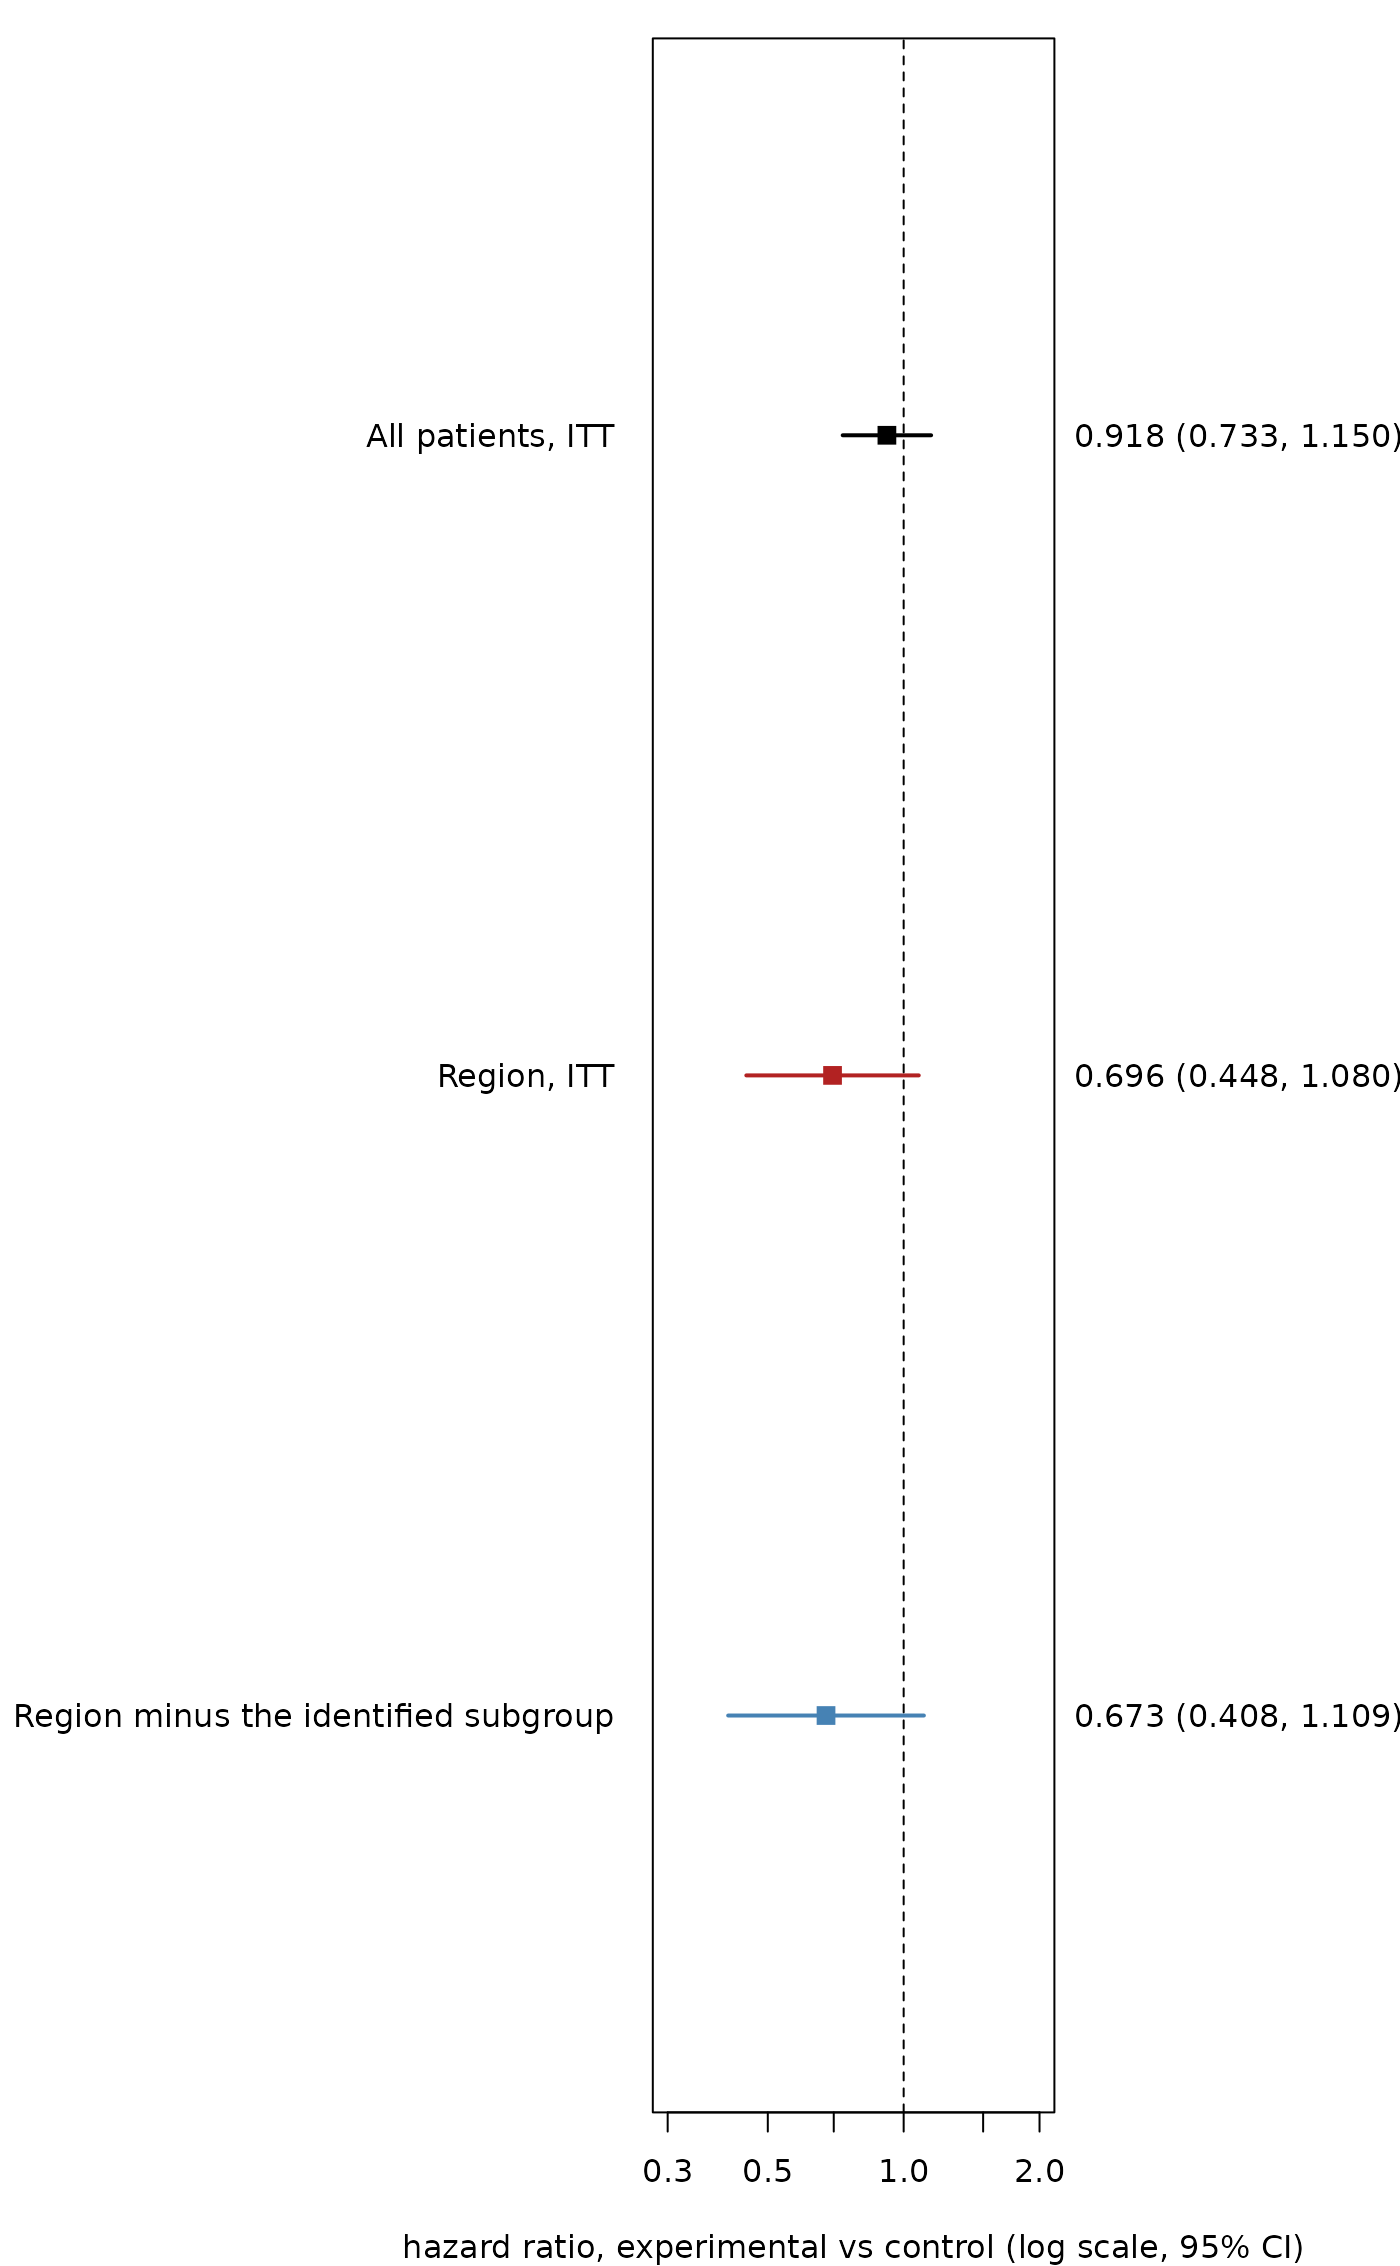 All patients, ITT 0.918 (0.733, 1.150)
Region, ITT 0.696 (0.448, 1.080)
Region minus the identified subgroup 0.673 (0.408, 1.109)
0.3 0.5 1.0 2.0
hazard ratio, experimental vs control (log scale, 95% CI)